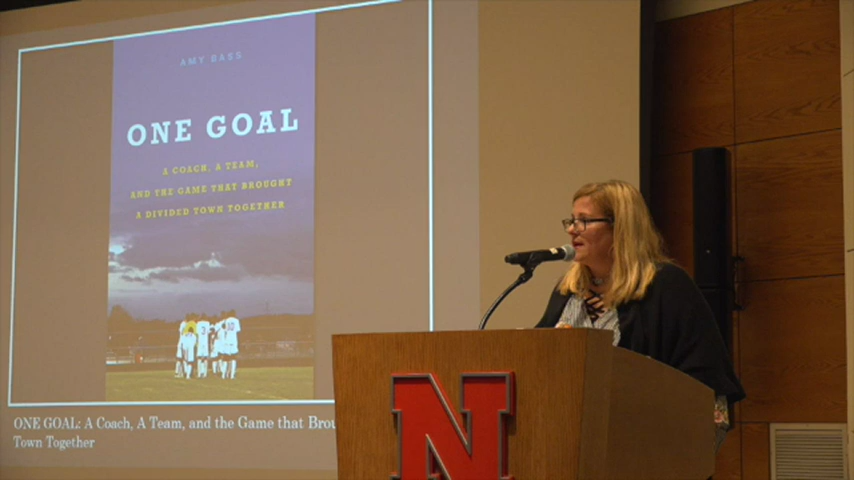 AMY BASS
ONE GOAL
A COACH, A TEAM,
AND THE GAME THAT BROUGHT
A DIVIDED TOWN TOGETHER
ONE GOAL: A Coach, A Team, and the Game that Brou
Town Together
N